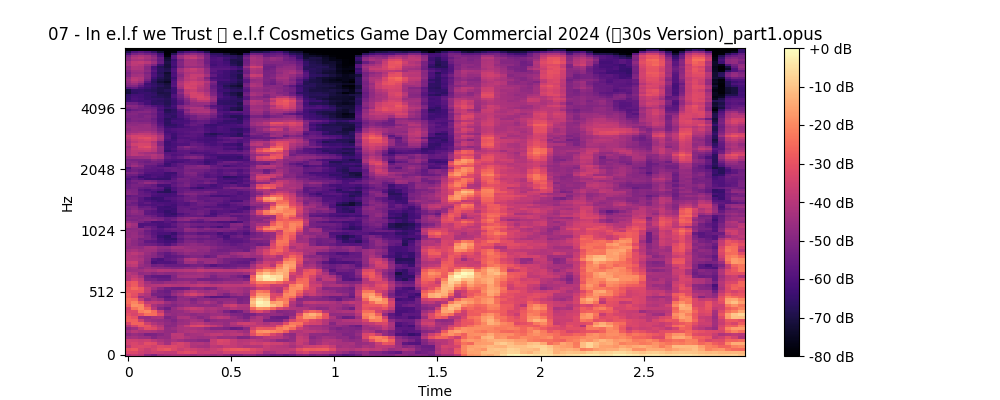 07 - In e.l.f we Trust  e.l.f Cosmetics Game Day Commercial 2024 (30s Version)_part1.opus
+0 dB
4096
-10 dB
-20 dB
2048
-30 dB
Hz
-40 dB
1024
-50 dB
512
-60 dB
-70 dB
0
-80 dB
0 0.5 1 1.5 2 2.5
Time